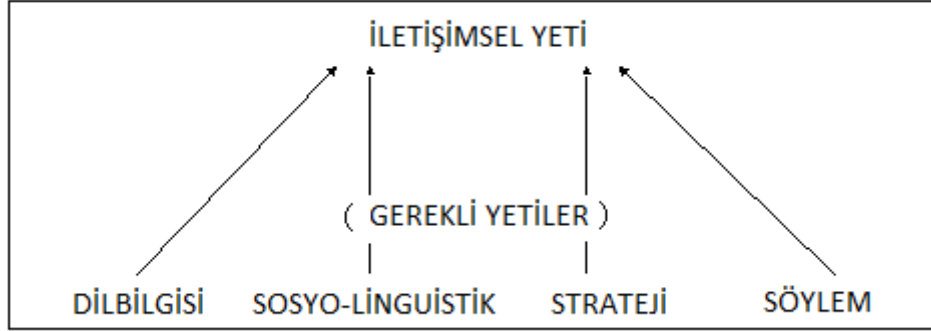 İLETİŞİMSEL YETİ
( GEREKLİ YETİLER )
DİLBİLGİSİ SOSYO-LİNGUİSTİK STRATEJİ SÖYLEM